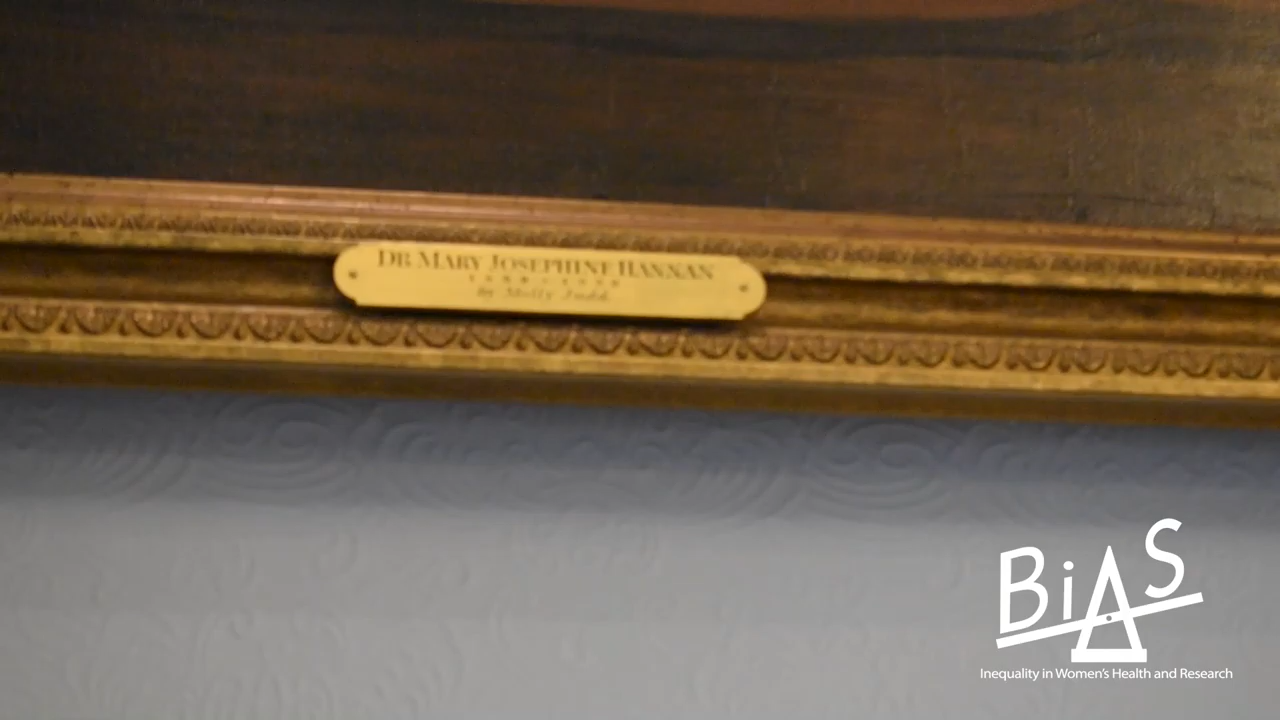 DR MARY JOSEPHINE HANNAN
by Molly Judd
BiAS
Inequality in Women's Health and Research